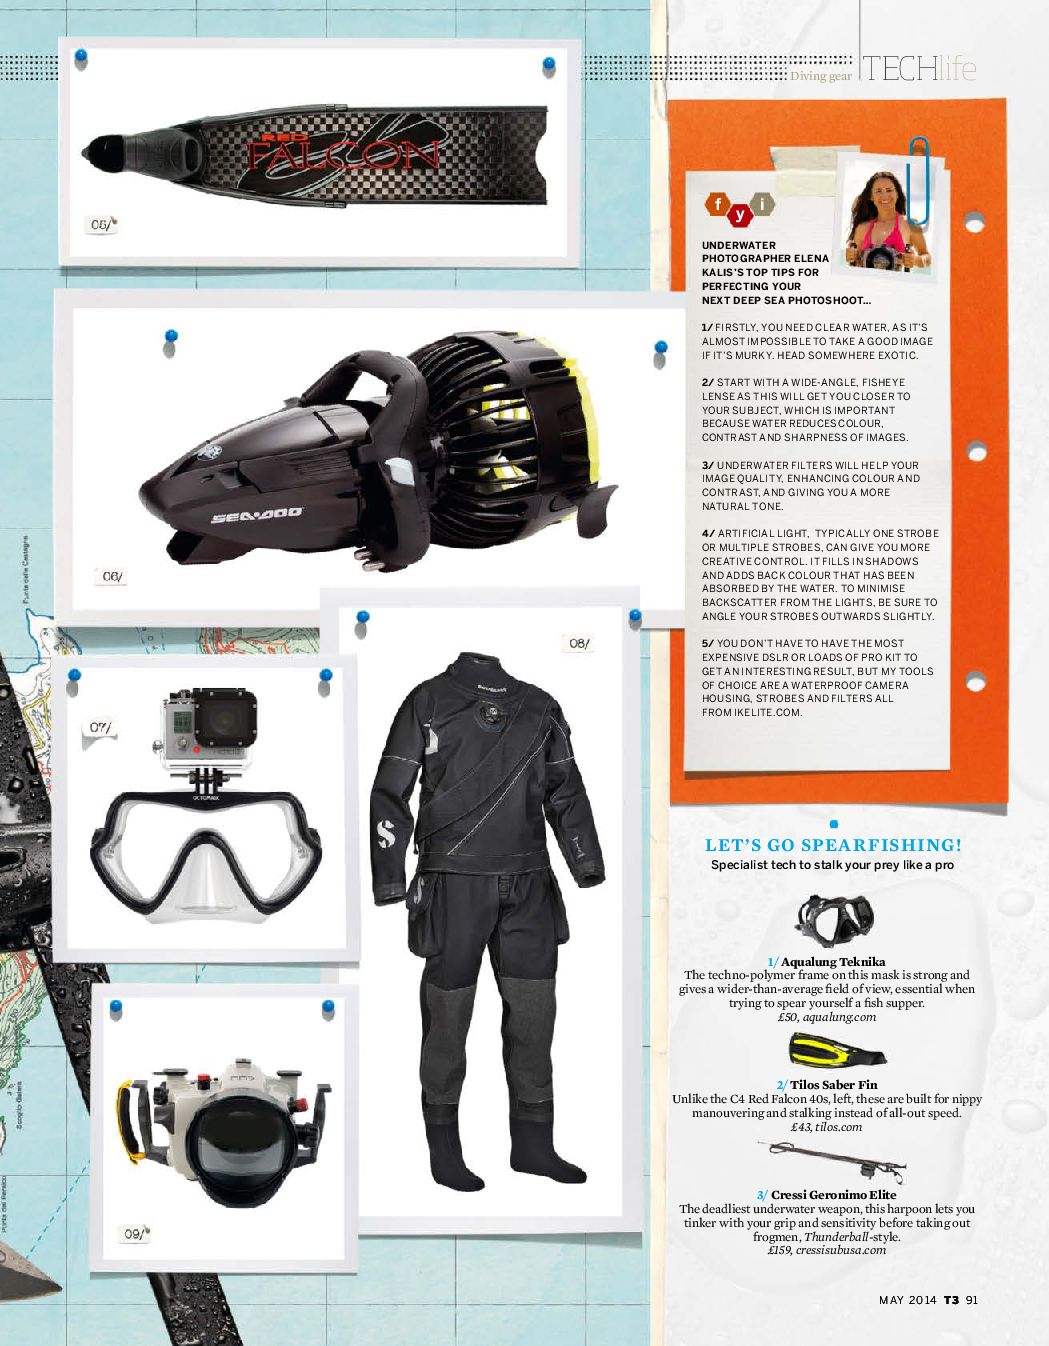 Diving gear
TECHlife
RED
FALCON
05/
SEA-DOO
06/
07/
OCTOMASK
08/
S
09/
f y i
UNDERWATER
PHOTOGRAPHER ELENA
KALIS'S TOP TIPS FOR
PERFECTING YOUR
NEXT DEEP SEA PHOTOSHOOT...
1/ FIRSTLY, YOU NEED CLEAR WATER, AS IT'S
ALMOST IMPOSSIBLE TO TAKE A GOOD IMAGE
IF IT'S MURKY. HEAD SOMEWHERE EXOTIC.
2/ START WITH A WIDE-ANGLE, FISHEYE
LENSE AS THIS WILL GET YOU CLOSER TO
YOUR SUBJECT, WHICH IS IMPORTANT
BECAUSE WATER REDUCES COLOUR,
CONTRAST AND SHARPNESS OF IMAGES.
3/ UNDERWATER FILTERS WILL HELP YOUR
IMAGE QUALITY, ENHANCING COLOUR AND
CONTRAST, AND GIVING YOU A MORE
NATURAL TONE.
4/ ARTIFICIAL LIGHT, TYPICALLY ONE STROBE
OR MULTIPLE STROBES, CAN GIVE YOU MORE
CREATIVE CONTROL. IT FILLS IN SHADOWS
AND ADDS BACK COLOUR THAT HAS BEEN
ABSORBED BY THE WATER. TO MINIMISE
BACKSCATTER FROM THE LIGHTS, BE SURE TO
ANGLE YOUR STROBES OUTWARDS SLIGHTLY.
5/ YOU DON'T HAVE TO HAVE THE MOST
EXPENSIVE DSLR OR LOADS OF PRO KIT TO
GET AN INTERESTING RESULT, BUT MY TOOLS
OF CHOICE ARE A WATERPROOF CAMERA
HOUSING, STROBES AND FILTERS ALL
FROM IKELITE.COM.
LET'S GO SPEARFISHING!
Specialist tech to stalk your prey like a pro
1/ Aqualung Teknika
The techno-polymer frame on this mask is strong and
gives a wider-than-average field of view, essential when
trying to spear yourself a fish supper.
£50, aqualung.com
2/ Tilos Saber Fin
Unlike the C4 Red Falcon 40s, left, these are built for nippy
manouvering and stalking instead of all-out speed.
£43, tilos.com
3/ Cressi Geronimo Elite
The deadliest underwater weapon, this harpoon lets you
tinker with your grip and sensitivity before taking out
frogmen, Thunderball-style.
£159, cressisubusa.com
MAY 2014 T3 91